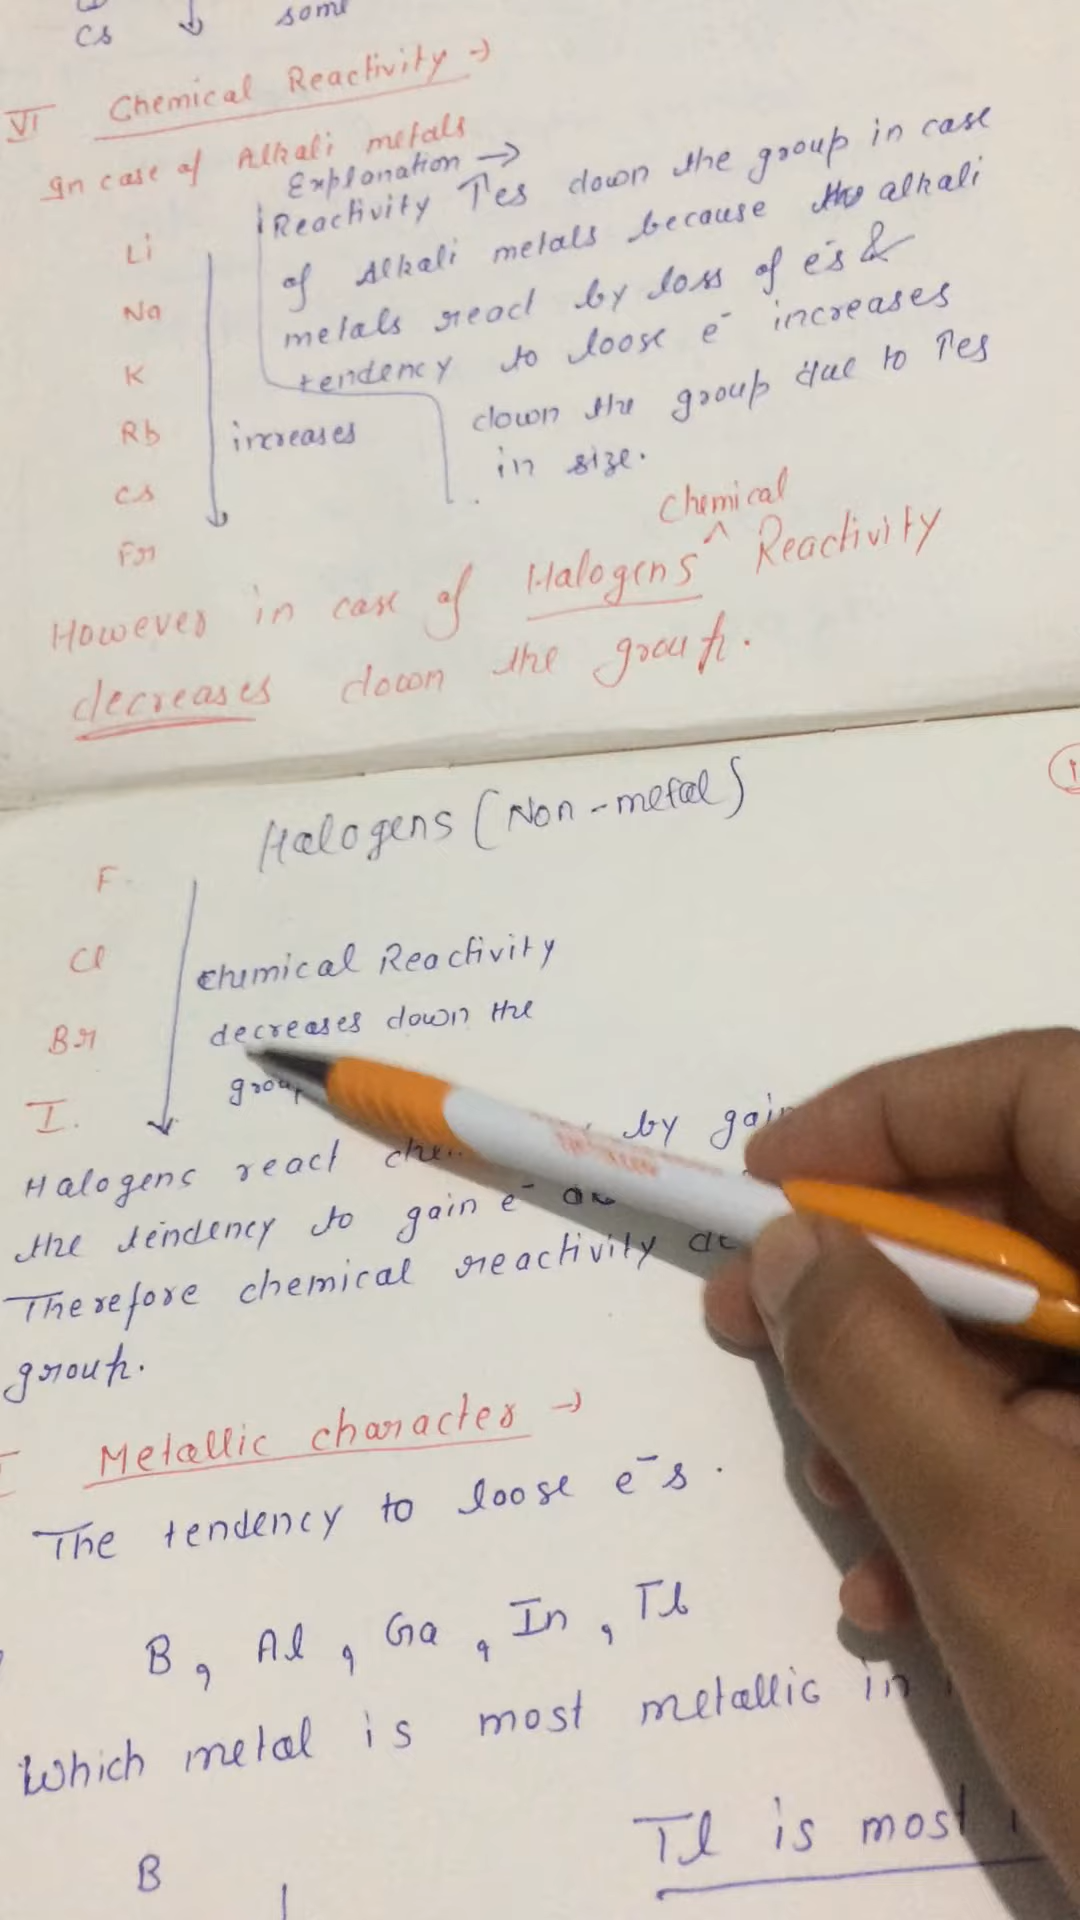 Cs some
VI Chemical Reactivity →
In case of Alkali metals
Explanation →
Reactivity ↑es down the group in case
of Alkali metals because the alkali
metals react by loss of e⁻s &
tendency to loose e⁻ increases
down the group due to ↑es
in size.
Li
Na
K
Rb
Cs
Fr
increases
However in case of Halogens ^ Chemical Reactivity
decreases down the group.
Halogens (Non-metal)
F
Cl
Br
I.
Chemical Reactivity
decreases down the
group
Halogens react by
the tendency to gain e⁻
Therefore chemical reactivity
group.
Metallic character →
The tendency to loose e⁻s.
B, Al, Ga, In, Tl
Which metal is most metallic in
Tl is most
B